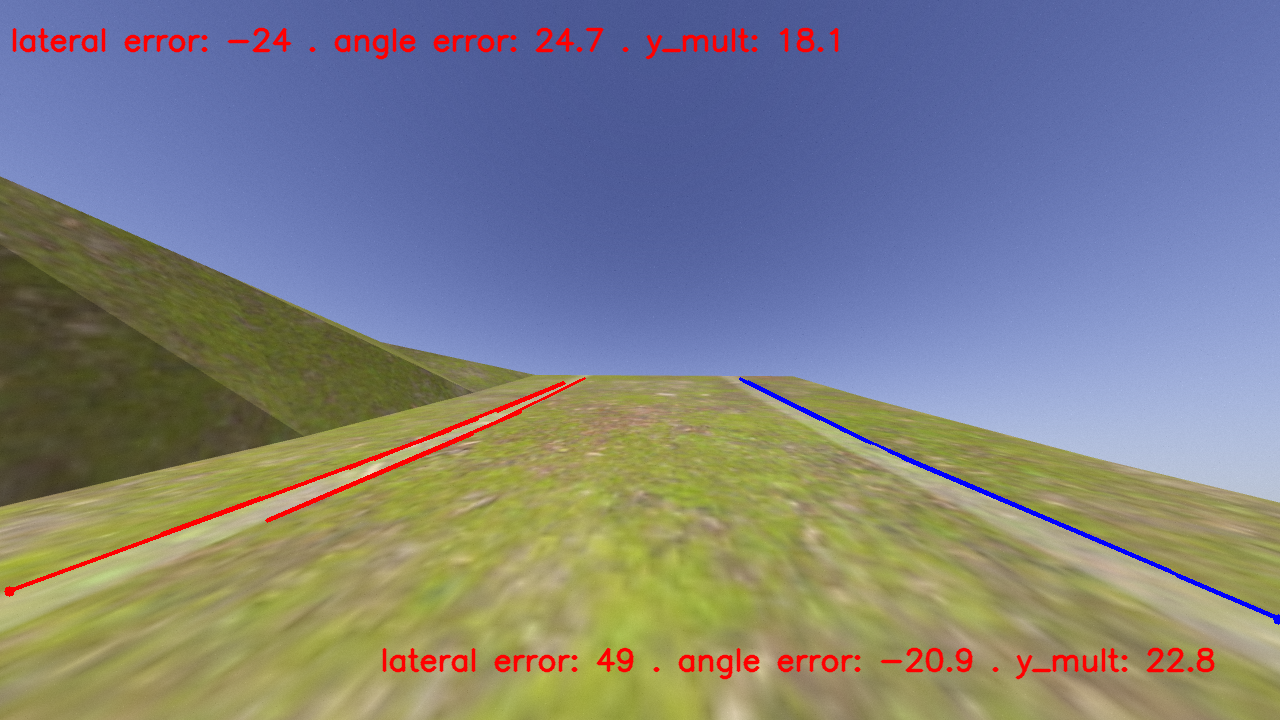 lateral error: -24 . angle error: 24.7 . y_mult: 18.1
lateral error: 49 . angle error: -20.9 . y_mult: 22.8